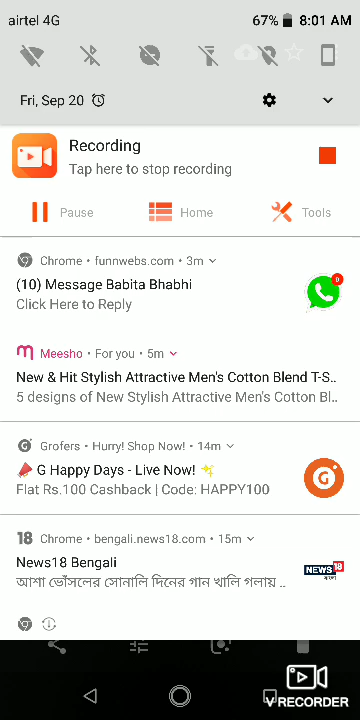 airtel 4G 67% 8:01 AM
Fri, Sep 20
Recording
Tap here to stop recording
Pause Home Tools
Chrome • funnwebs.com • 3m
(10) Message Babita Bhabhi
Click Here to Reply
Meesho • For you • 5m
New & Hit Stylish Attractive Men's Cotton Blend T-S..
5 designs of New Stylish Attractive Men's Cotton Bl..
Grofers • Hurry! Shop Now! • 14m
G Happy Days - Live Now!
Flat Rs.100 Cashback | Code: HAPPY100
18 Chrome • bengali.news18.com • 15m
News18 Bengali
NEWS 18 বাংলা
আশা ভোঁসলের সোনালি দিনের গান খালি গলায় ..
V RECORDER